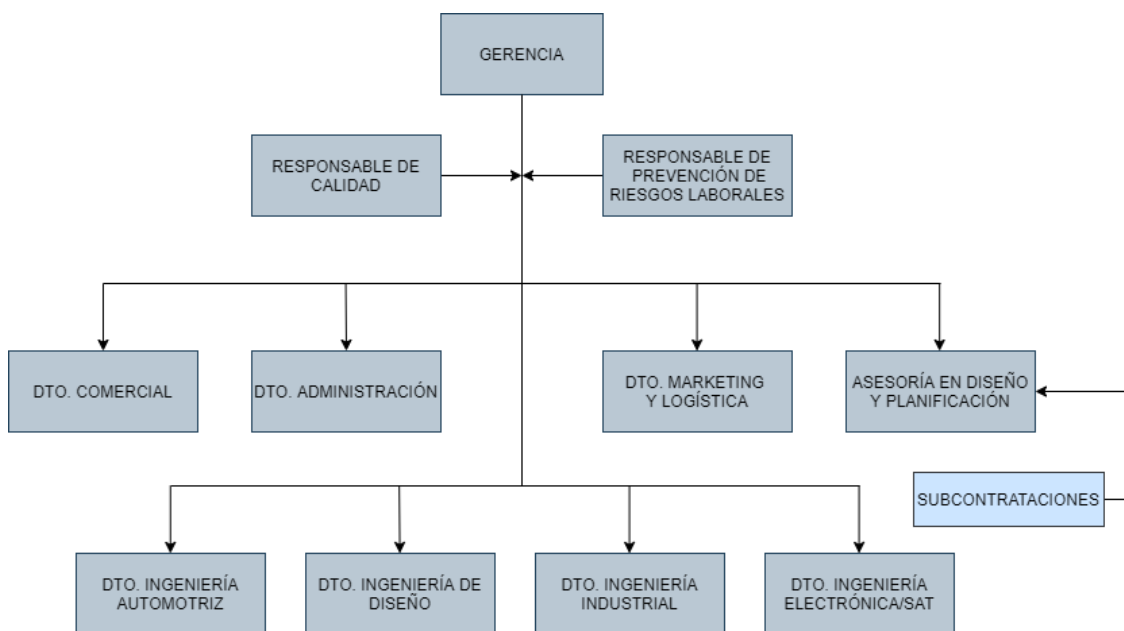 GERENCIA
RESPONSABLE DE
CALIDAD
RESPONSABLE DE
PREVENCIÓN DE
RIESGOS LABORALES
DTO. COMERCIAL
DTO. ADMINISTRACIÓN
DTO. MARKETING
Y LOGÍSTICA
ASESORÍA EN DISEÑO
Y PLANIFICACIÓN
SUBCONTRATACIONES
DTO. INGENIERÍA
AUTOMOTRIZ
DTO. INGENIERÍA DE
DISEÑO
DTO. INGENIERÍA
INDUSTRIAL
DTO. INGENIERÍA
ELECTRÓNICA/SAT